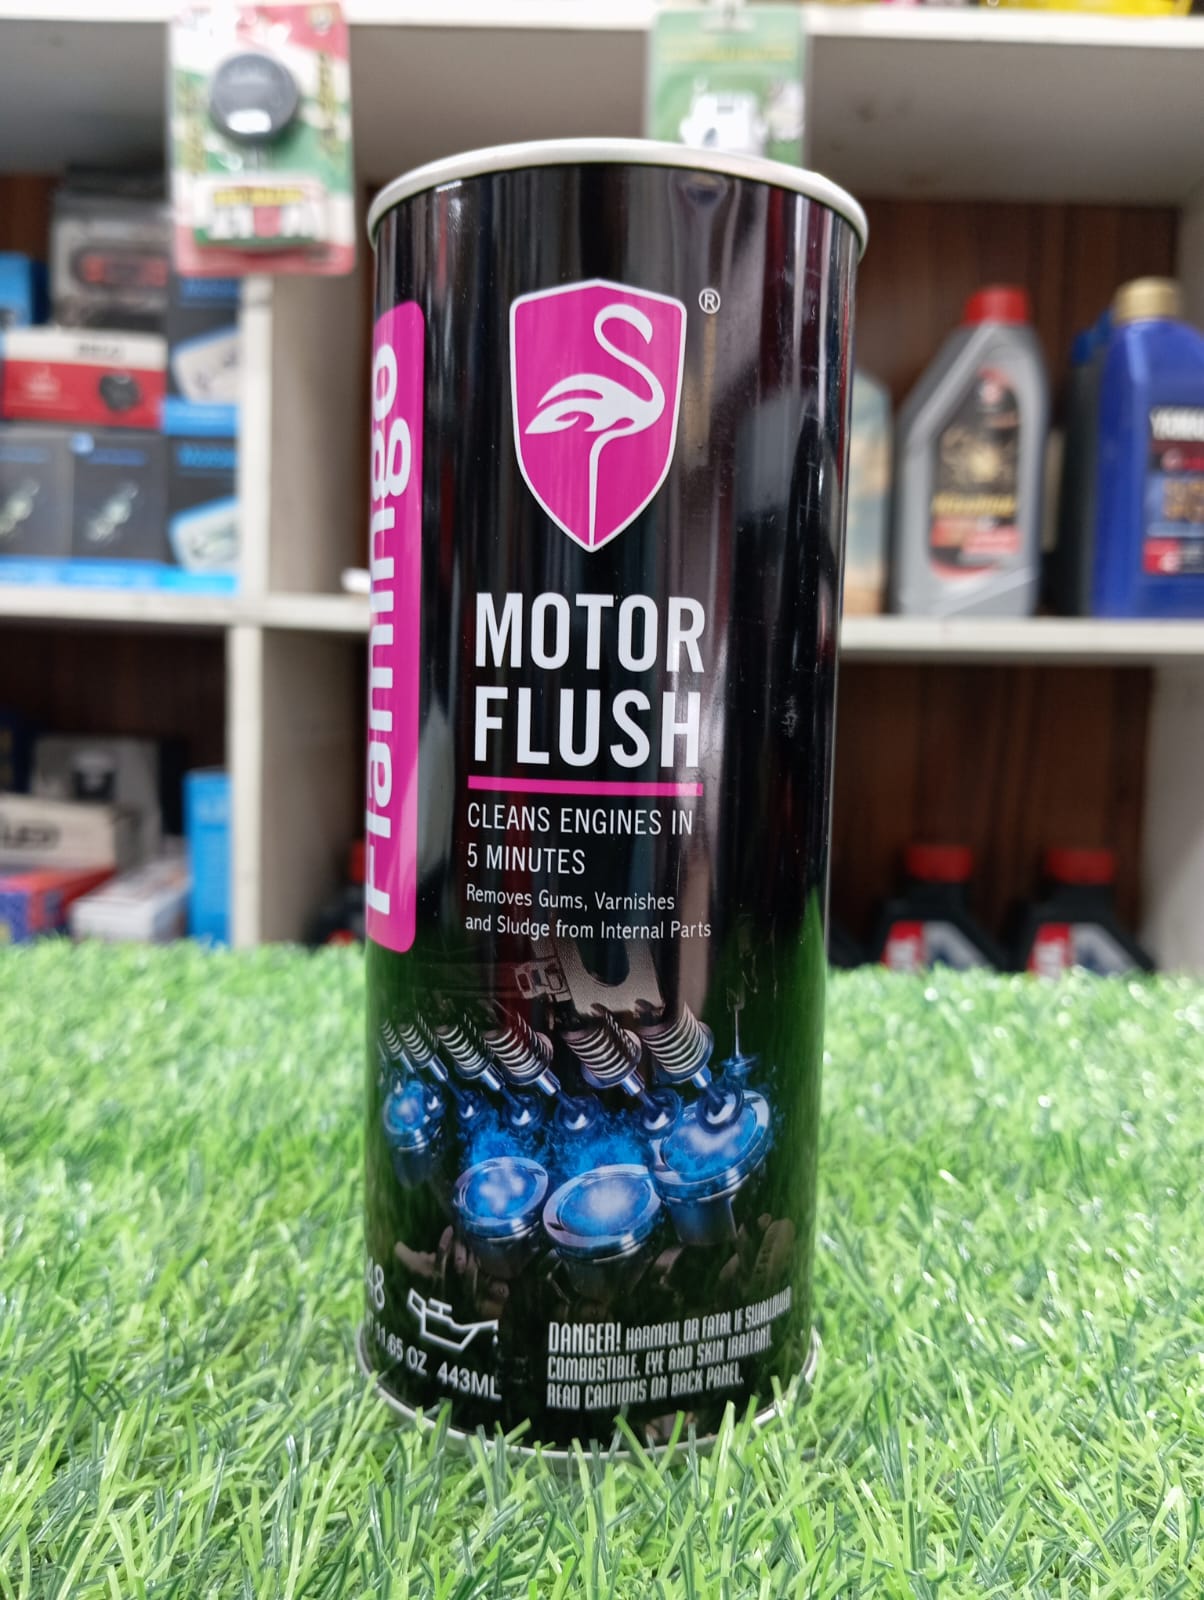 Flamingo
®
MOTOR
FLUSH
CLEANS ENGINES IN
5 MINUTES
Removes Gums, Varnishes
and Sludge from Internal Parts
11.65 OZ 443ML
DANGER! HARMFUL OR FATAL IF SWALLOWED
COMBUSTIBLE, EYE AND SKIN IRRITANT.
READ CAUTIONS ON BACK PANEL.